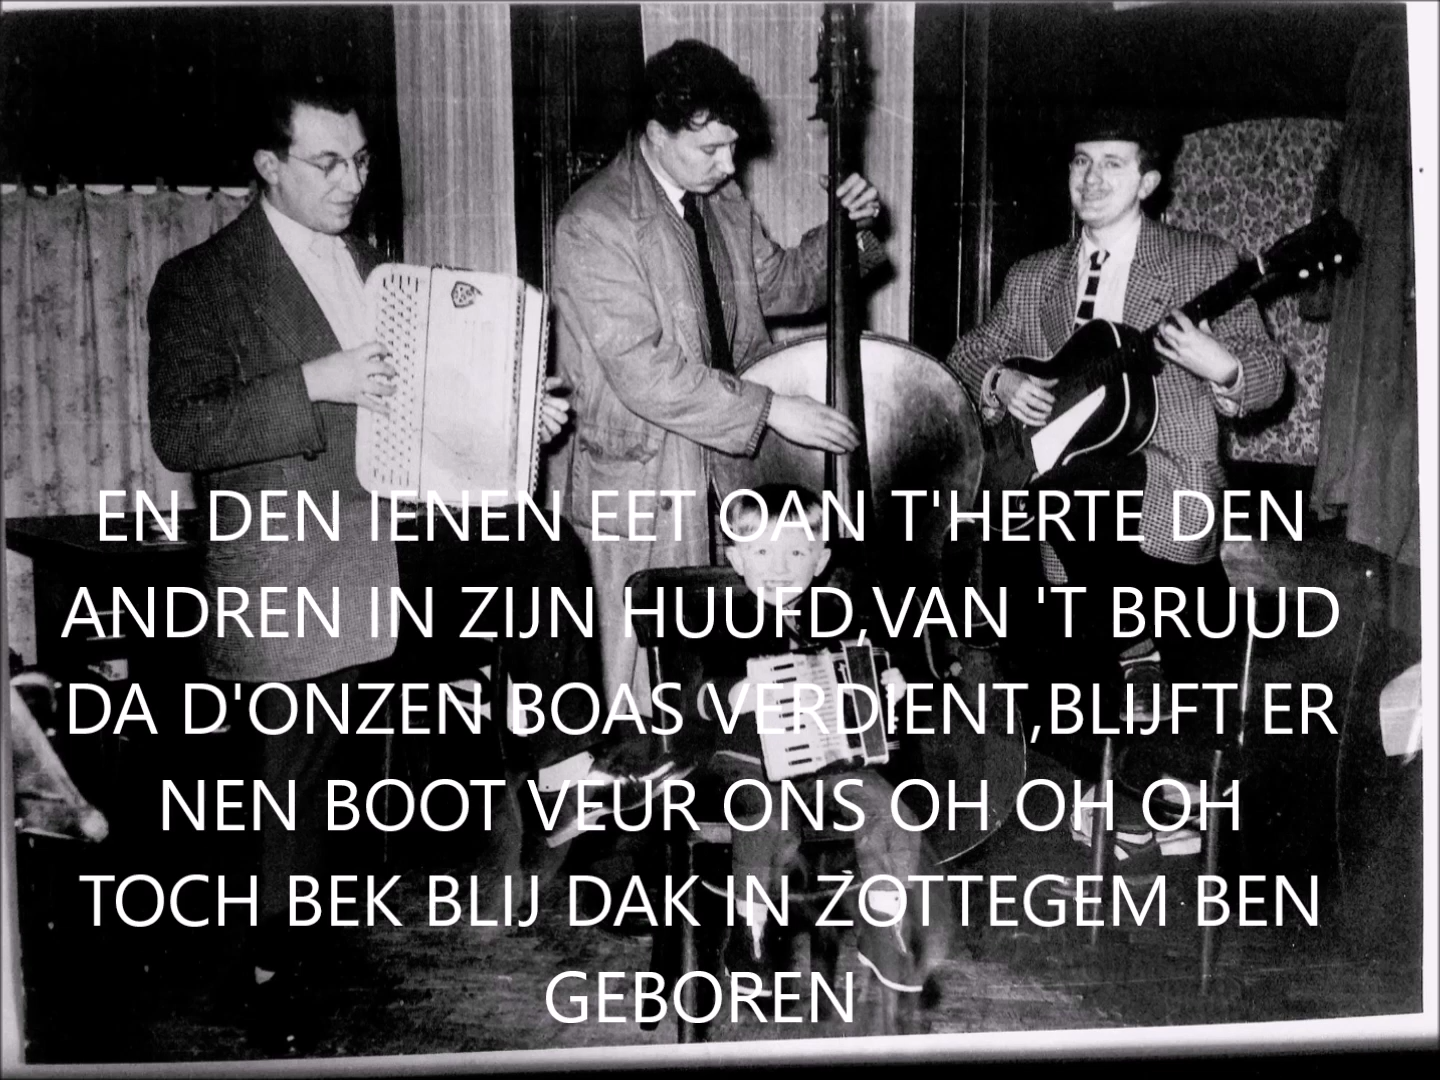 EN DEN IENEN EET OAN T'HERTE DEN
ANDREN IN ZIJN HUUFD,VAN 'T BRUUD
DA D'ONZEN BOAS VERDIENT,BLIJFT ER
NEN BOOT VEUR ONS OH OH OH
TOCH BEK BLIJ DAK IN ZOTTEGEM BEN
GEBOREN